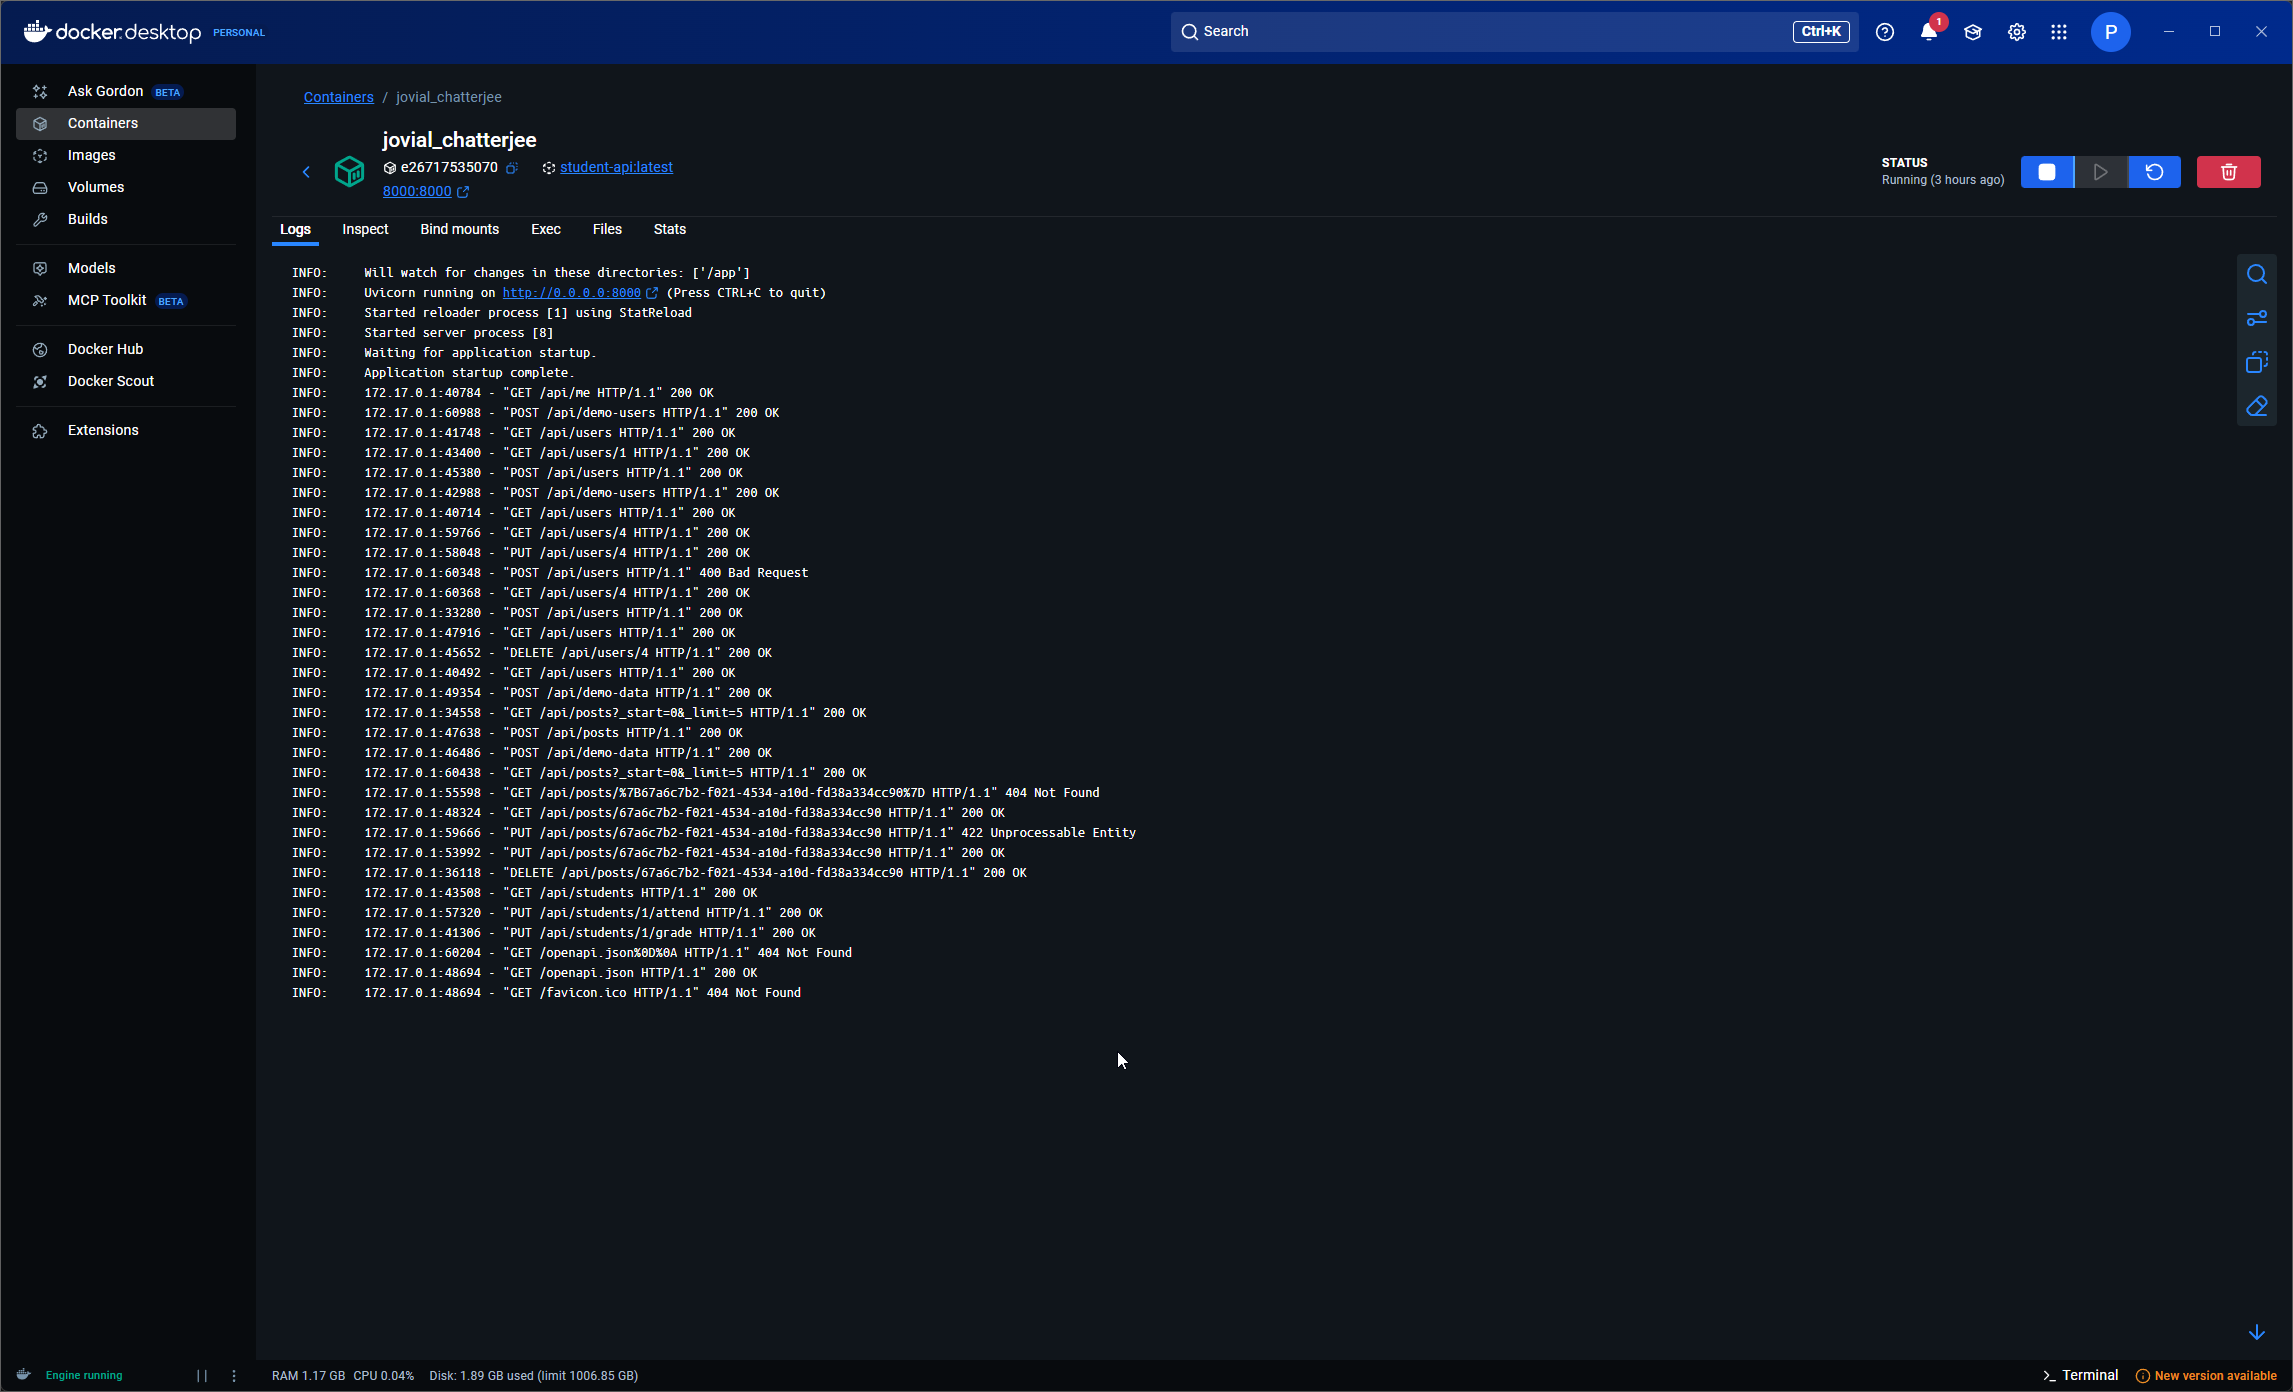 docker.desktop PERSONAL
Search
Ctrl+K
1
P
Ask Gordon BETA
Containers
Images
Volumes
Builds
Models
MCP Toolkit BETA
Docker Hub
Docker Scout
Extensions
Containers / jovial_chatterjee
jovial_chatterjee
e26717535070 student-api:latest
8000:8000
STATUS
Running (3 hours ago)
Logs Inspect Bind mounts Exec Files Stats
INFO: Will watch for changes in these directories: ['/app']
INFO: Uvicorn running on http://0.0.0.0:8000 (Press CTRL+C to quit)
INFO: Started reloader process [1] using StatReload
INFO: Started server process [8]
INFO: Waiting for application startup.
INFO: Application startup complete.
INFO: 172.17.0.1:40784 - "GET /api/me HTTP/1.1" 200 OK
INFO: 172.17.0.1:60988 - "POST /api/demo-users HTTP/1.1" 200 OK
INFO: 172.17.0.1:41748 - "GET /api/users HTTP/1.1" 200 OK
INFO: 172.17.0.1:43400 - "GET /api/users/1 HTTP/1.1" 200 OK
INFO: 172.17.0.1:45380 - "POST /api/users HTTP/1.1" 200 OK
INFO: 172.17.0.1:42988 - "POST /api/demo-users HTTP/1.1" 200 OK
INFO: 172.17.0.1:40714 - "GET /api/users HTTP/1.1" 200 OK
INFO: 172.17.0.1:59766 - "GET /api/users/4 HTTP/1.1" 200 OK
INFO: 172.17.0.1:58048 - "PUT /api/users/4 HTTP/1.1" 200 OK
INFO: 172.17.0.1:60348 - "POST /api/users HTTP/1.1" 400 Bad Request
INFO: 172.17.0.1:60368 - "GET /api/users/4 HTTP/1.1" 200 OK
INFO: 172.17.0.1:33280 - "POST /api/users HTTP/1.1" 200 OK
INFO: 172.17.0.1:47916 - "GET /api/users HTTP/1.1" 200 OK
INFO: 172.17.0.1:45652 - "DELETE /api/users/4 HTTP/1.1" 200 OK
INFO: 172.17.0.1:40492 - "GET /api/users HTTP/1.1" 200 OK
INFO: 172.17.0.1:49354 - "POST /api/demo-data HTTP/1.1" 200 OK
INFO: 172.17.0.1:34558 - "GET /api/posts?_start=0&_limit=5 HTTP/1.1" 200 OK
INFO: 172.17.0.1:47638 - "POST /api/posts HTTP/1.1" 200 OK
INFO: 172.17.0.1:46486 - "POST /api/demo-data HTTP/1.1" 200 OK
INFO: 172.17.0.1:60438 - "GET /api/posts?_start=0&_limit=5 HTTP/1.1" 200 OK
INFO: 172.17.0.1:55598 - "GET /api/posts/%7B67a6c7b2-f021-4534-a10d-fd38a334cc90%7D HTTP/1.1" 404 Not Found
INFO: 172.17.0.1:48324 - "GET /api/posts/67a6c7b2-f021-4534-a10d-fd38a334cc90 HTTP/1.1" 200 OK
INFO: 172.17.0.1:59666 - "PUT /api/posts/67a6c7b2-f021-4534-a10d-fd38a334cc90 HTTP/1.1" 422 Unprocessable Entity
INFO: 172.17.0.1:53992 - "PUT /api/posts/67a6c7b2-f021-4534-a10d-fd38a334cc90 HTTP/1.1" 200 OK
INFO: 172.17.0.1:36118 - "DELETE /api/posts/67a6c7b2-f021-4534-a10d-fd38a334cc90 HTTP/1.1" 200 OK
INFO: 172.17.0.1:43508 - "GET /api/students HTTP/1.1" 200 OK
INFO: 172.17.0.1:57320 - "PUT /api/students/1/attend HTTP/1.1" 200 OK
INFO: 172.17.0.1:41306 - "PUT /api/students/1/grade HTTP/1.1" 200 OK
INFO: 172.17.0.1:60204 - "GET /openapi.json%0D%0A HTTP/1.1" 404 Not Found
INFO: 172.17.0.1:48694 - "GET /openapi.json HTTP/1.1" 200 OK
INFO: 172.17.0.1:48694 - "GET /favicon.ico HTTP/1.1" 404 Not Found
Engine running
RAM 1.17 GB CPU 0.04% Disk: 1.89 GB used (limit 1006.85 GB)
Terminal
New version available